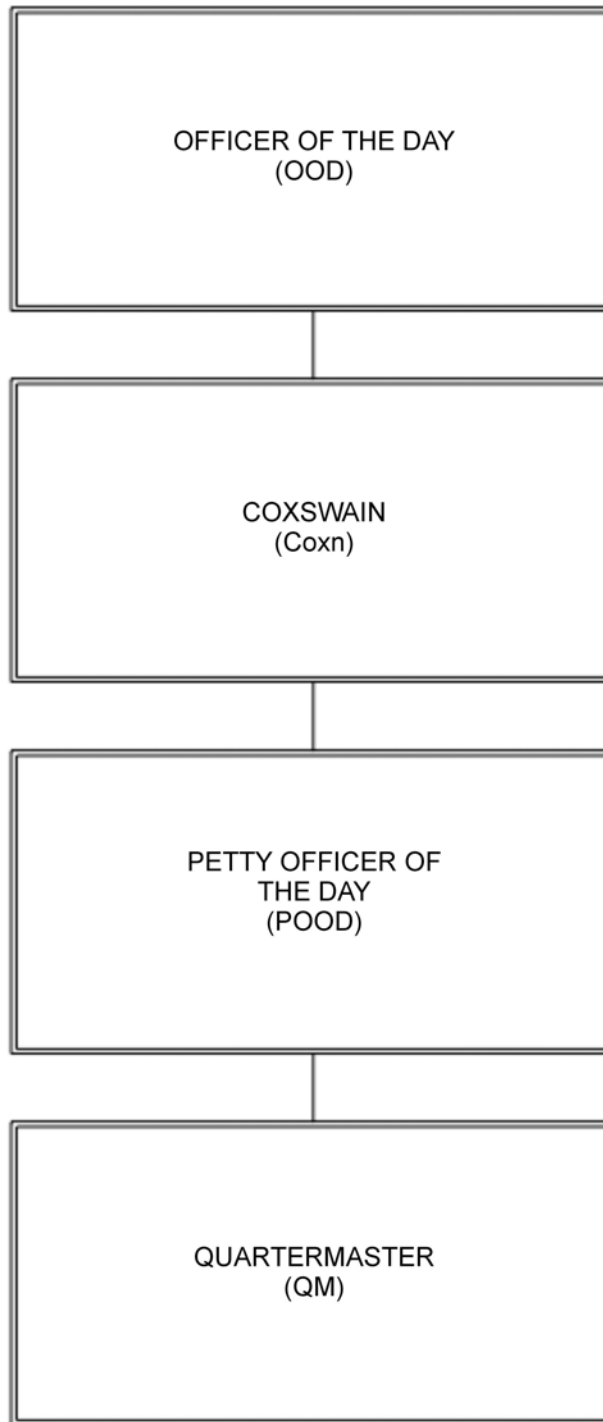 OFFICER OF THE DAY
(OOD)
COXSWAIN
(Coxn)
PETTY OFFICER OF
THE DAY
(POOD)
QUARTERMASTER
(QM)